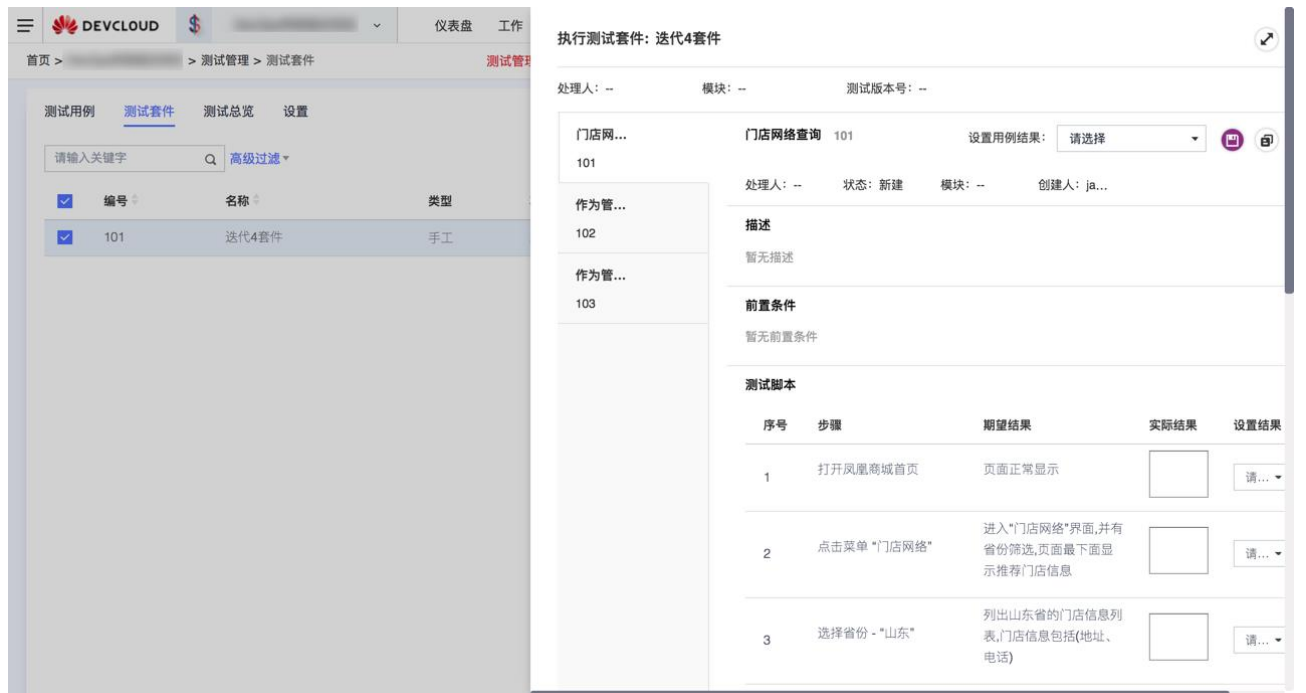 DEVCLOUD
仪表盘 工作
首页 > > 测试管理 > 测试套件 测试管理
测试用例 测试套件 测试总览 设置
请输入关键字 高级过滤
编号 名称 类型
101 迭代4套件 手工
执行测试套件: 迭代4套件
处理人: -- 模块: -- 测试版本号: --
门店网...
101
作为管...
102
作为管...
103
门店网络查询 101 设置用例结果: 请选择
处理人: -- 状态: 新建 模块: -- 创建人: ja...
描述
暂无描述
前置条件
暂无前置条件
测试脚本
序号 步骤 期望结果 实际结果 设置结果
1 打开凤凰商城首页 页面正常显示 请...
2 点击菜单 “门店网络” 进入“门店网络”界面,并有
省份筛选,页面最下面显
示推荐门店信息 请...
3 选择省份 - “山东” 列出山东省的门店信息列
表,门店信息包括(地址、
电话) 请...